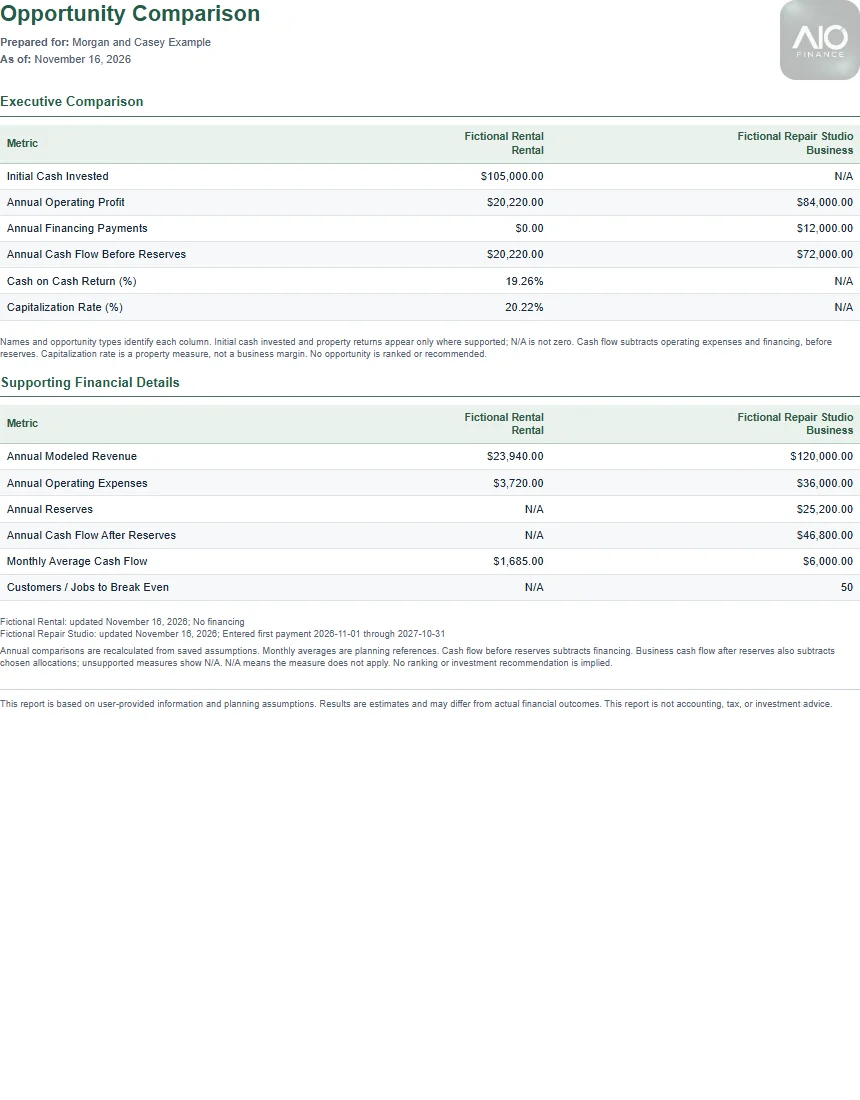 Opportunity Comparison
Prepared for: Morgan and Casey Example
As of: November 16, 2026
AIO
FINANCE
Executive Comparison
Metric Fictional Rental Rental Fictional Repair Studio Business
Initial Cash Invested $105,000.00 N/A
Annual Operating Profit $20,220.00 $84,000.00
Annual Financing Payments $0.00 $12,000.00
Annual Cash Flow Before Reserves $20,220.00 $72,000.00
Cash on Cash Return (%) 19.26% N/A
Capitalization Rate (%) 20.22% N/A
Names and opportunity types identify each column. Initial cash invested and property returns appear only where supported; N/A is not zero. Cash flow subtracts operating expenses and financing, before
reserves. Capitalization rate is a property measure, not a business margin. No opportunity is ranked or recommended.
Supporting Financial Details
Metric Fictional Rental Rental Fictional Repair Studio Business
Annual Modeled Revenue $23,940.00 $120,000.00
Annual Operating Expenses $3,720.00 $36,000.00
Annual Reserves N/A $25,200.00
Annual Cash Flow After Reserves N/A $46,800.00
Monthly Average Cash Flow $1,685.00 $6,000.00
Customers / Jobs to Break Even N/A 50
Fictional Rental: updated November 16, 2026; No financing
Fictional Repair Studio: updated November 16, 2026; Entered first payment 2026-11-01 through 2027-10-31
Annual comparisons are recalculated from saved assumptions. Monthly averages are planning references. Cash flow before reserves subtracts financing. Business cash flow after reserves also subtracts
chosen allocations; unsupported measures show N/A. N/A means the measure does not apply. No ranking or investment recommendation is implied.
This report is based on user-provided information and planning assumptions. Results are estimates and may differ from actual financial outcomes. This report is not accounting, tax, or investment advice.